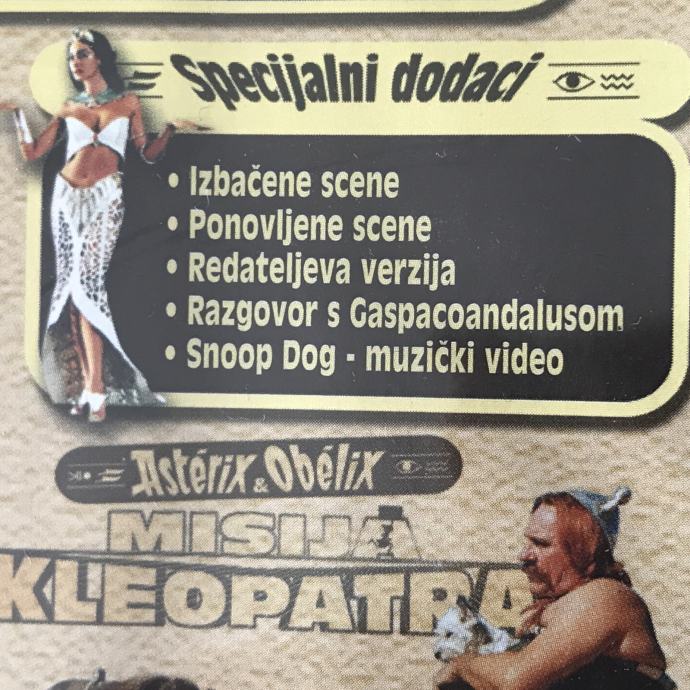 Specijalni dodaci
• Izbačene scene
• Ponovljene scene
• Redateljeva verzija
• Razgovor s Gaspacoandalusom
• Snoop Dog - muzički video
Astérix & Obélix
MISIJA
KLEOPATRA